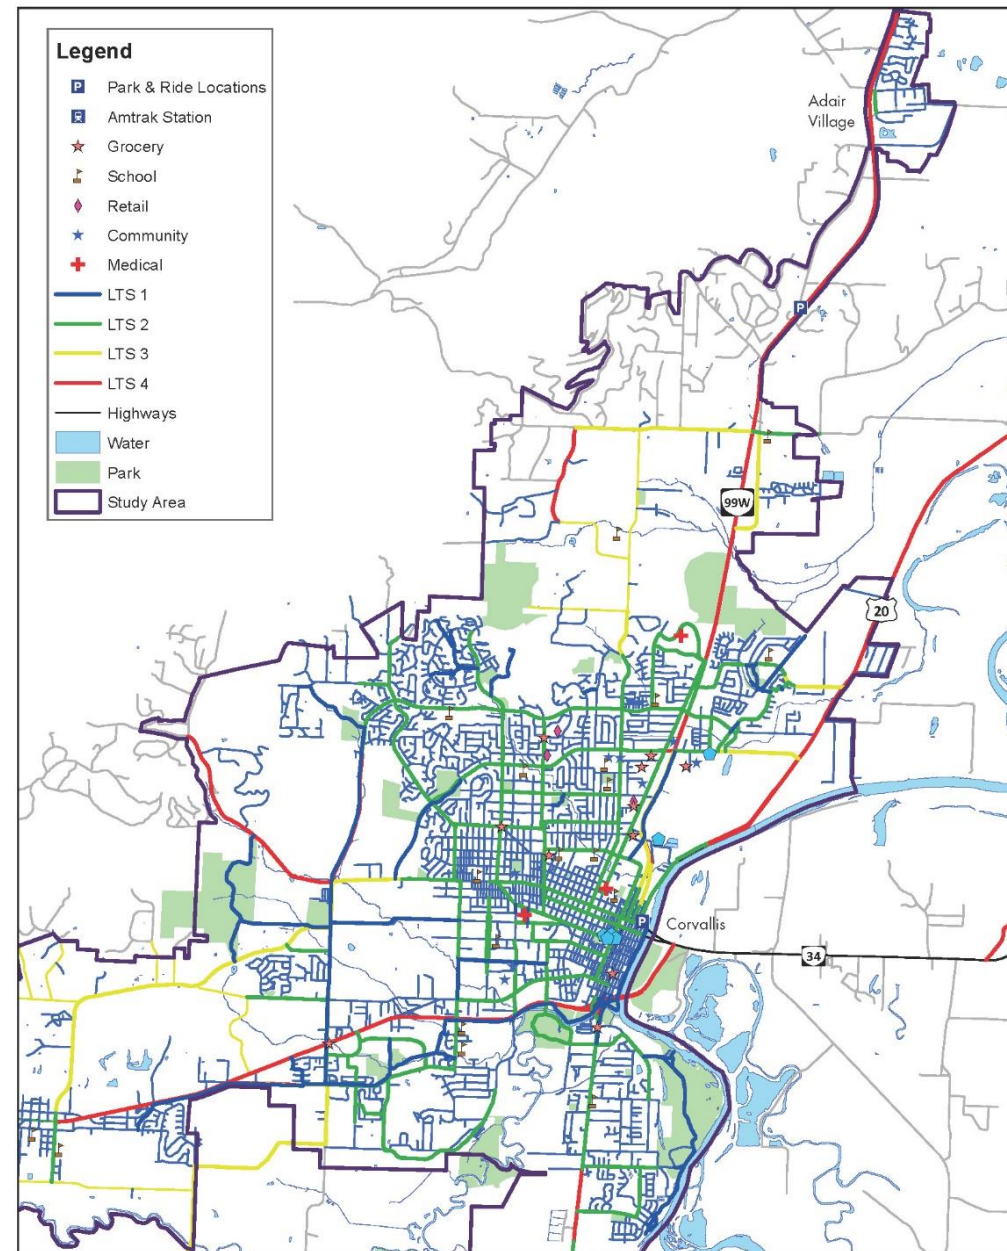 Legend
P Park & Ride Locations
Amtrak Station
Grocery
School
Retail
Community
Medical
LTS 1
LTS 2
LTS 3
LTS 4
Highways
Water
Park
Study Area
Adair
Village
P
99W
20
P
Corvallis
34